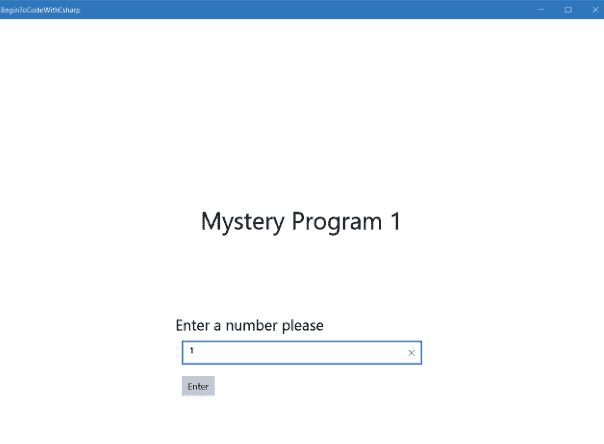 BeginToCodeWithCsharp
Mystery Program 1
Enter a number please
1
Enter